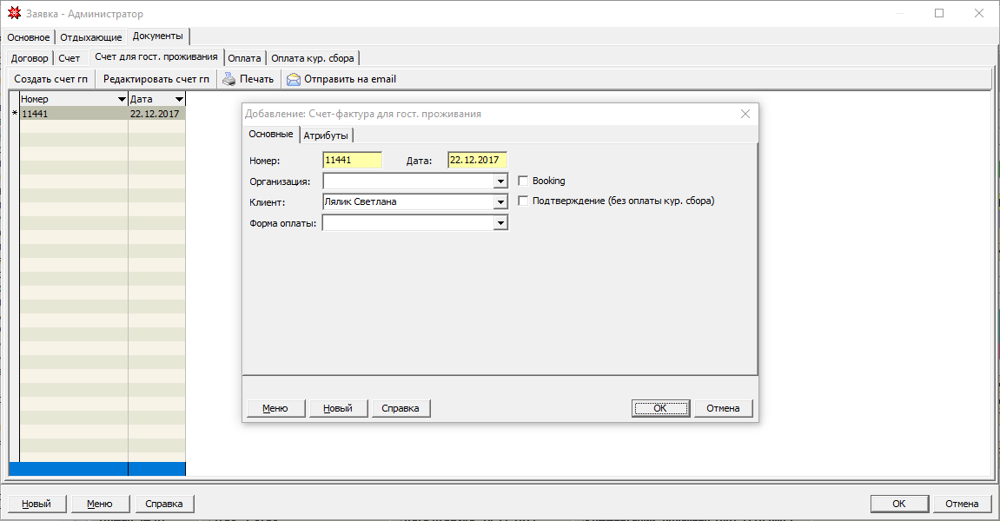 Заявка - Администратор
Основное Отдыхающие Документы
Договор Счет Счет для гост. проживания Оплата Оплата кур. сбора
Создать счет гп Редактировать счет гп Печать Отправить на email
Номер Дата
* 11441 22.12.2017
Добавление: Счет-фактура для гост. проживания
Основные Атрибуты
Номер: 11441 Дата: 22.12.2017
Организация: Booking
Клиент: Лялик Светлана Подтверждение (без оплаты кур. сбора)
Форма оплаты:
Меню Новый Справка OK Отмена
Новый Меню Справка OK Отмена